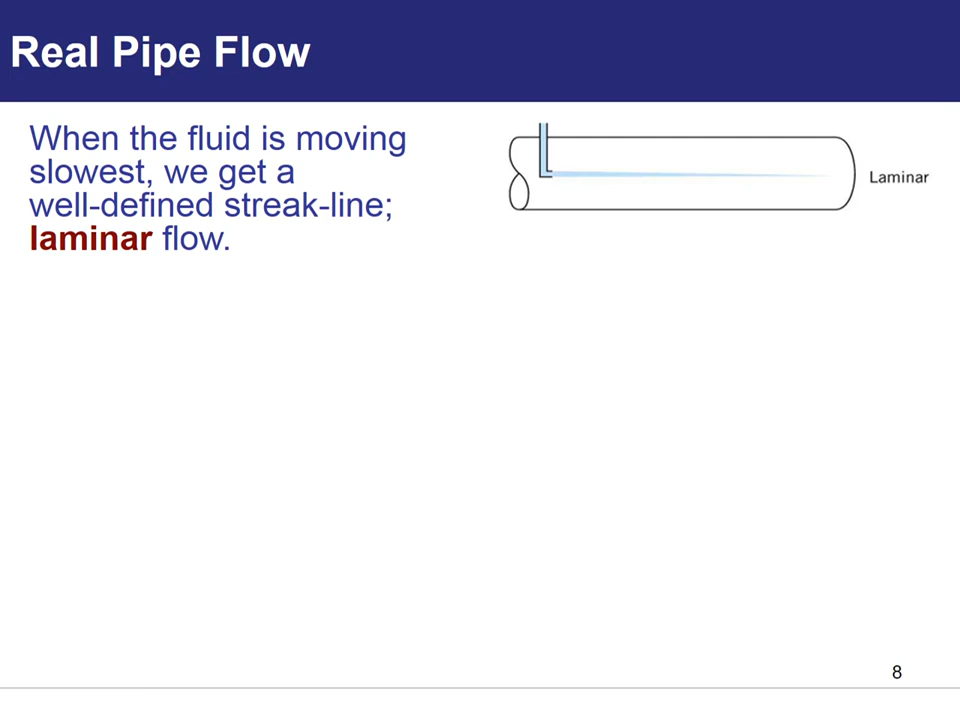 Real Pipe Flow
When the fluid is moving
slowest, we get a
well-defined streak-line;
laminar flow.
Laminar
8